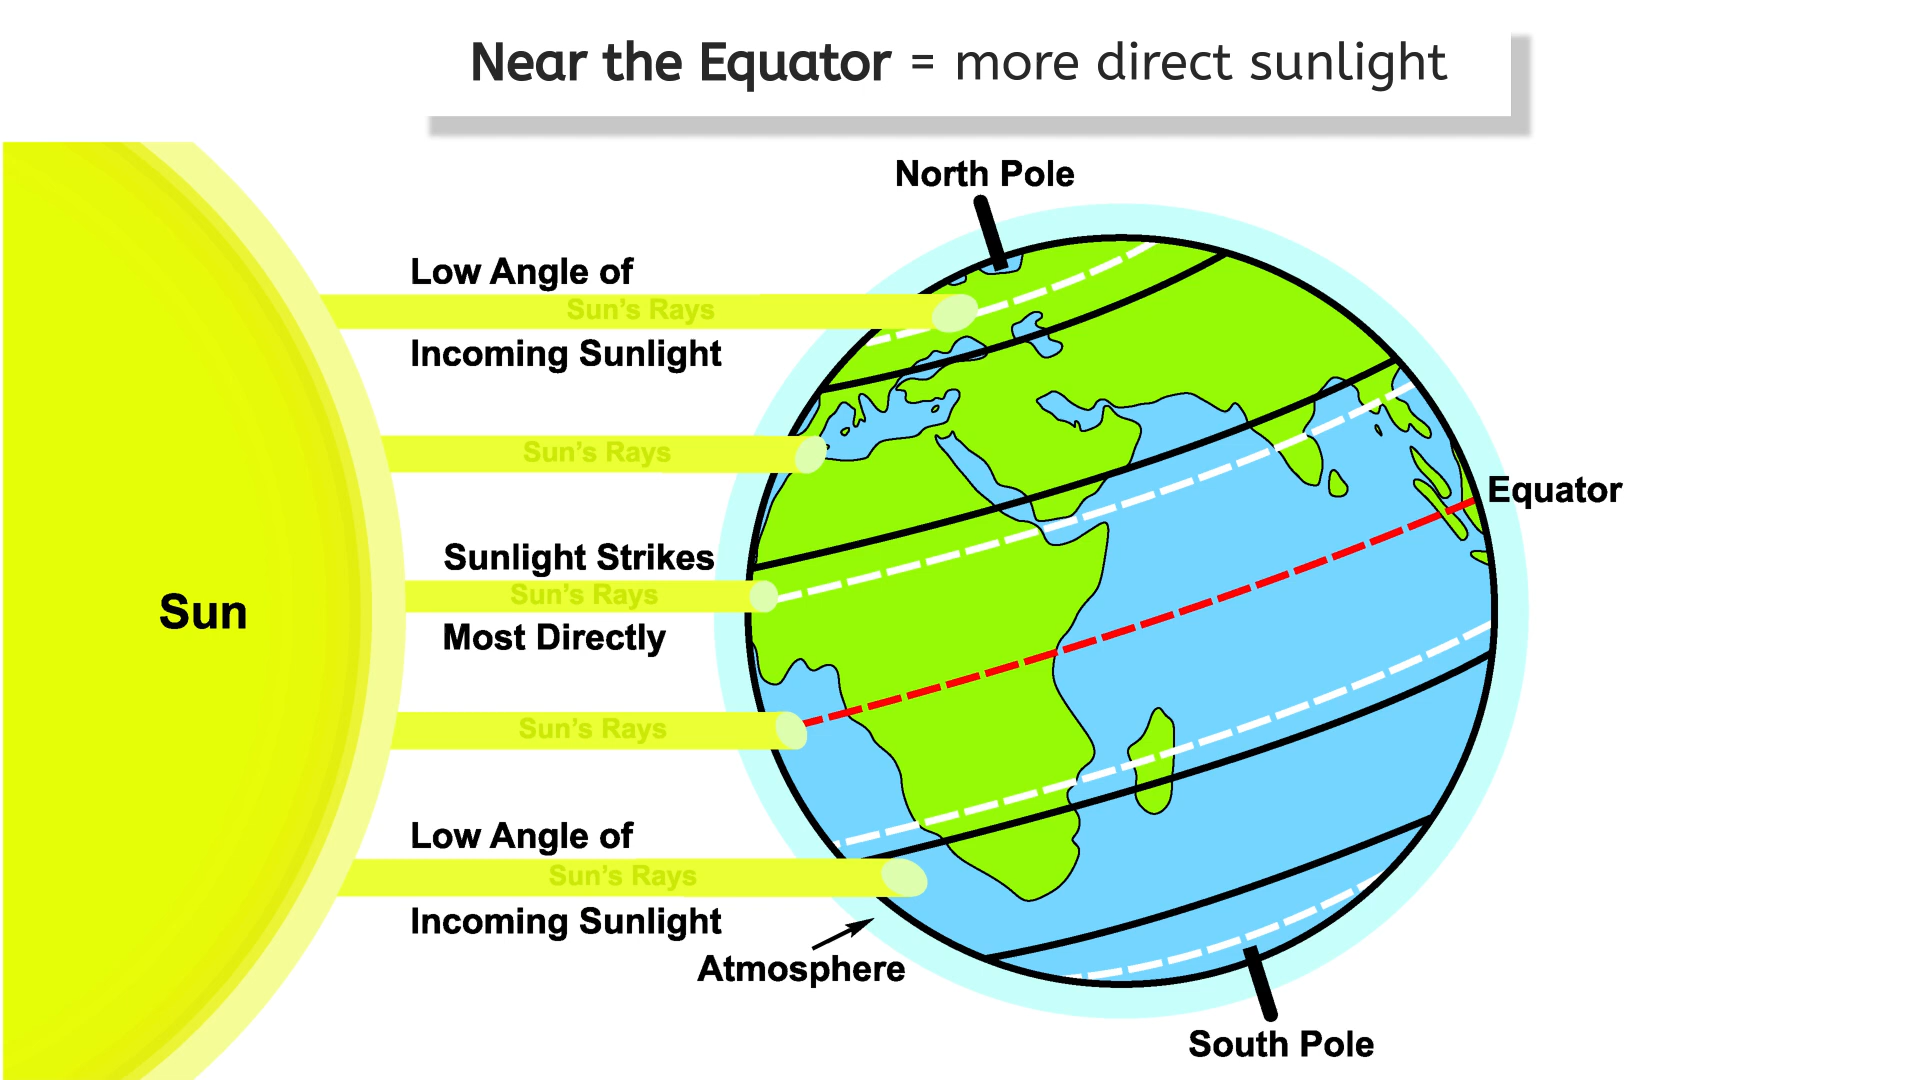 Near the Equator = more direct sunlight
North Pole
Low Angle of
Sun's Rays
Incoming Sunlight
Sun's Rays
Equator
Sunlight Strikes
Sun's Rays
Most Directly
Sun
Sun's Rays
Low Angle of
Sun's Rays
Incoming Sunlight
Atmosphere
South Pole